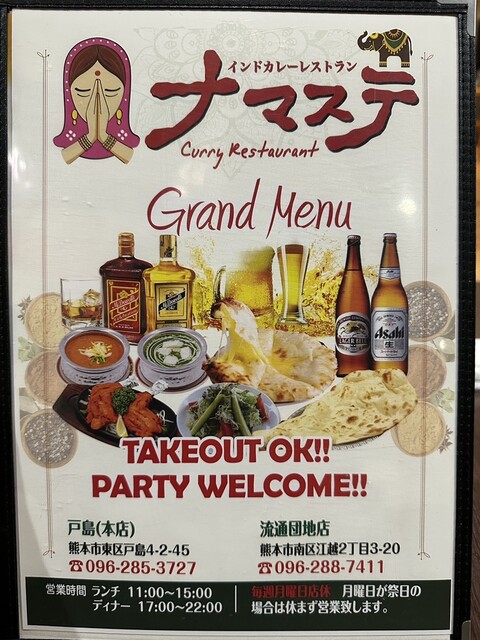 インドカレーレストラン
ナマステ
Curry Restaurant
Grand Menu
LAGER BEER
Asahi
生
TAKEOUT OK!!
PARTY WELCOME!!
戸島(本店)
熊本市東区戸島4-2-45
☎096-285-3727
流通団地店
熊本市南区江越2丁目3-20
☎096-288-7411
営業時間 ランチ 11:00～15:00
ディナー 17:00～22:00
毎週月曜日店休 月曜日が祭日の
場合は休まず営業致します。